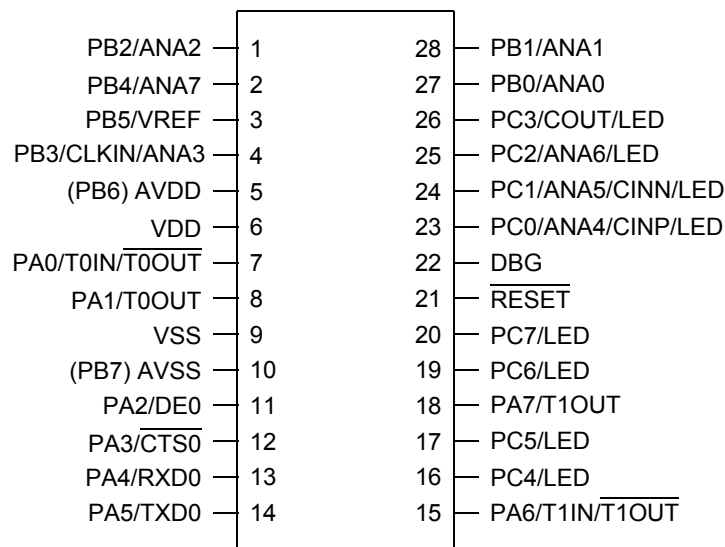 PB2/ANA2 1 28 PB1/ANA1
PB4/ANA7 2 27 PB0/ANA0
PB5/VREF 3 26 PC3/COUT/LED
PB3/CLKIN/ANA3 4 25 PC2/ANA6/LED
(PB6) AVDD 5 24 PC1/ANA5/CINN/LED
VDD 6 23 PC0/ANA4/CINP/LED
PA0/T0IN/T0OUT 7 22 DBG
PA1/T0OUT 8 21 RESET
VSS 9 20 PC7/LED
(PB7) AVSS 10 19 PC6/LED
PA2/DE0 11 18 PA7/T1OUT
PA3/CTS0 12 17 PC5/LED
PA4/RXD0 13 16 PC4/LED
PA5/TXD0 14 15 PA6/T1IN/T1OUT